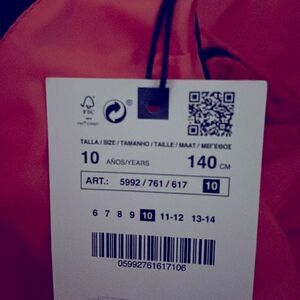 FSC
TALLA / SIZE / TAMANHO / TAILLE / MAAT / ΜΕΓΕΘΟΣ
10 AÑOS/YEARS 140 CM
ART.: 5992 / 761 / 617 10
6 7 8 9 10 11-12 13-14
05992761617106